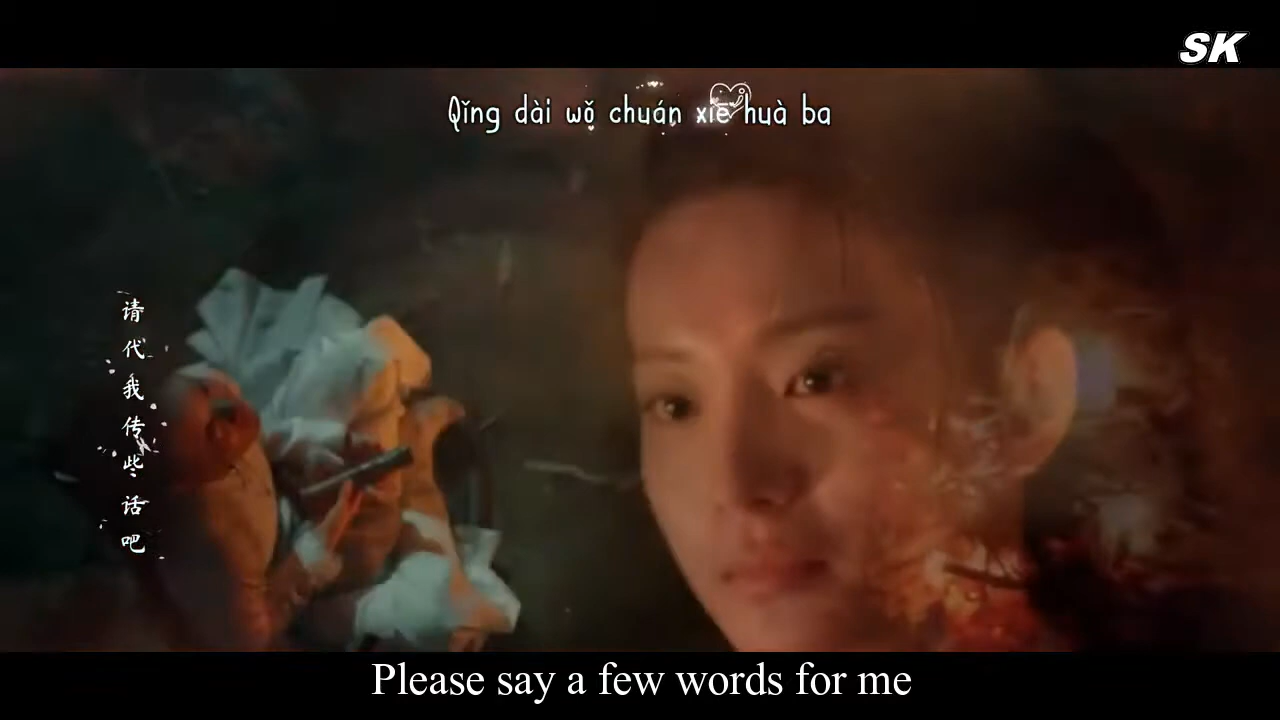 SK
Qǐng dài wǒ chuán xiē huà ba
请代我传些话吧
Please say a few words for me